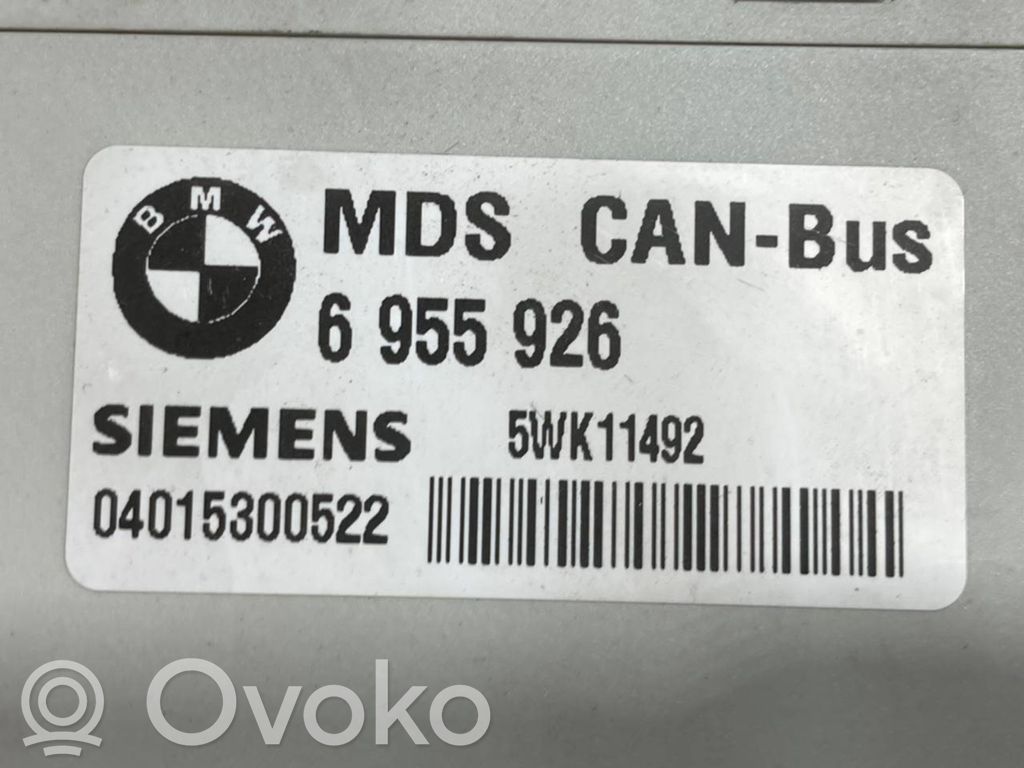 BMW
MDS CAN-Bus
6 955 926
SIEMENS 5WK11492
04015300522
Ovoko